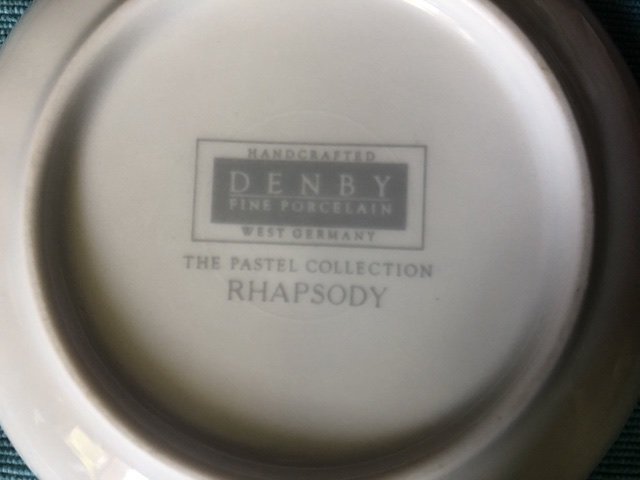 HANDCRAFTED
DENBY
FINE PORCELAIN
WEST GERMANY
THE PASTEL COLLECTION
RHAPSODY